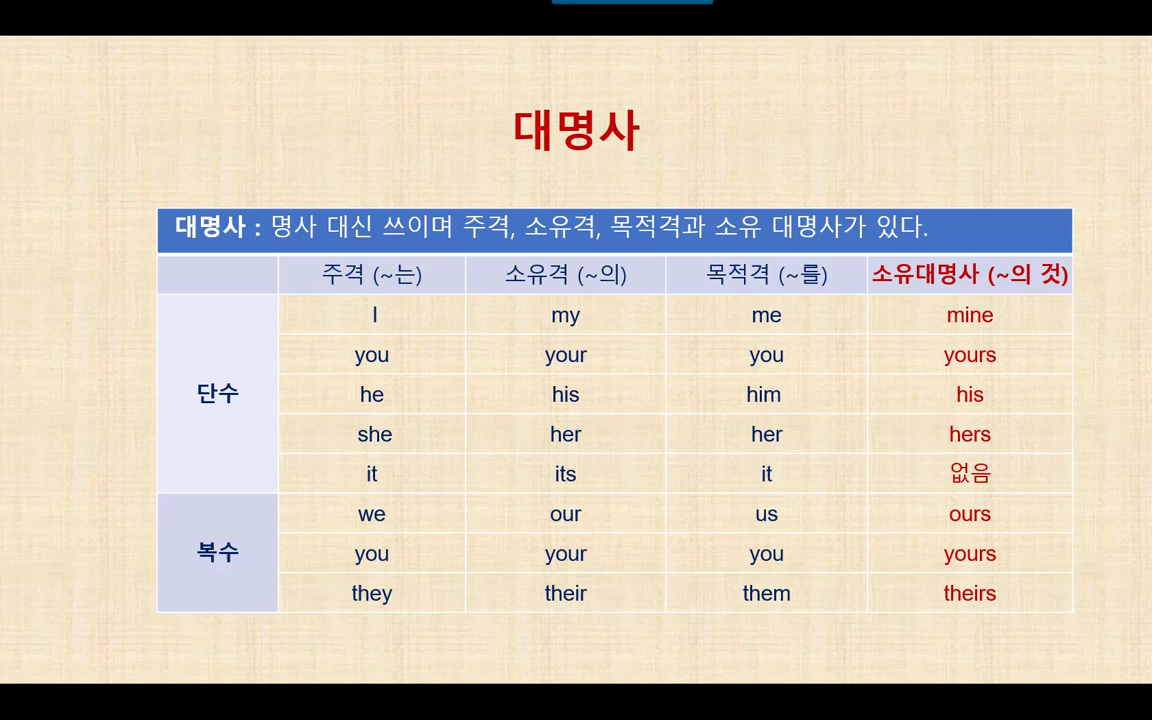 대명사
대명사 : 명사 대신 쓰이며 주격, 소유격, 목적격과 소유 대명사가 있다.
주격 (~는) 소유격 (~의) 목적격 (~를) 소유대명사 (~의 것)
단수
I my me mine
you your you yours
he his him his
she her her hers
it its it 없음
복수
we our us ours
you your you yours
they their them theirs